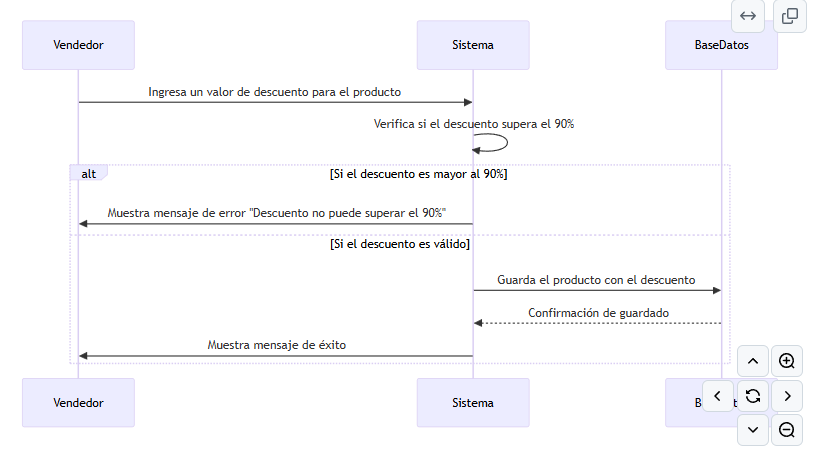 Vendedor
Sistema
BaseDatos
Ingresa un valor de descuento para el producto
Verifica si el descuento supera el 90%
alt
[Si el descuento es mayor al 90%]
Muestra mensaje de error "Descuento no puede superar el 90%"
[Si el descuento es válido]
Guarda el producto con el descuento
Confirmación de guardado
Muestra mensaje de éxito
Vendedor
Sistema